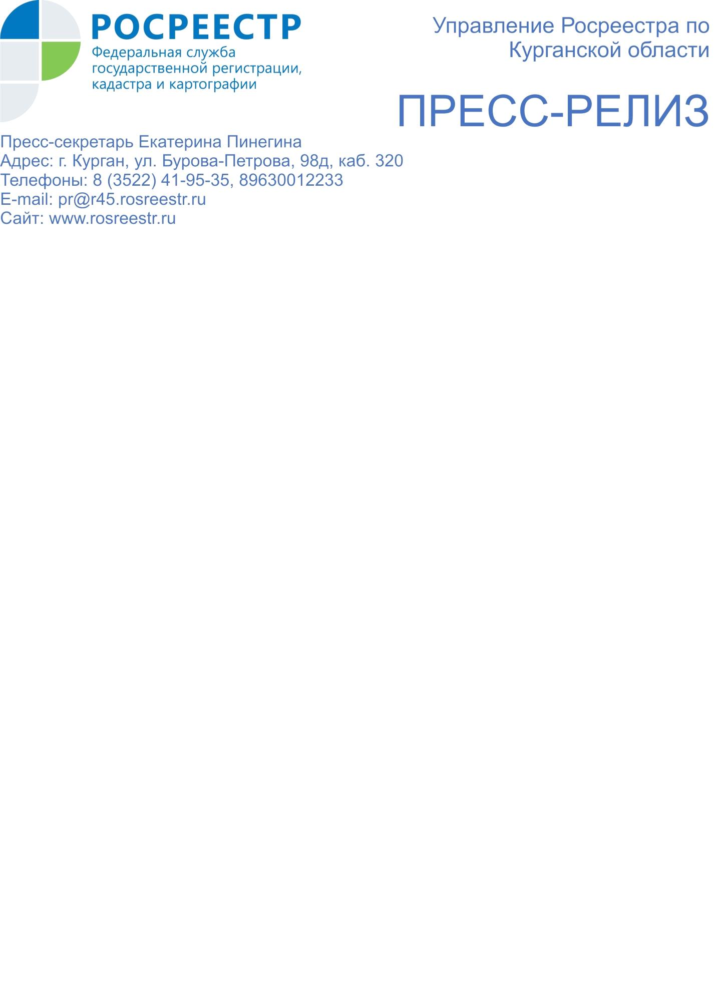 РОСРЕЕСТР
Федеральная служба
государственной регистрации,
кадастра и картографии
Управление Росреестра по
Курганской области
ПРЕСС-РЕЛИЗ
Пресс-секретарь Екатерина Пинегина
Адрес: г. Курган, ул. Бурова-Петрова, 98д, каб. 320
Телефоны: 8 (3522) 41-95-35, 89630012233
E-mail: pr@r45.rosreestr.ru
Сайт: www.rosreestr.ru